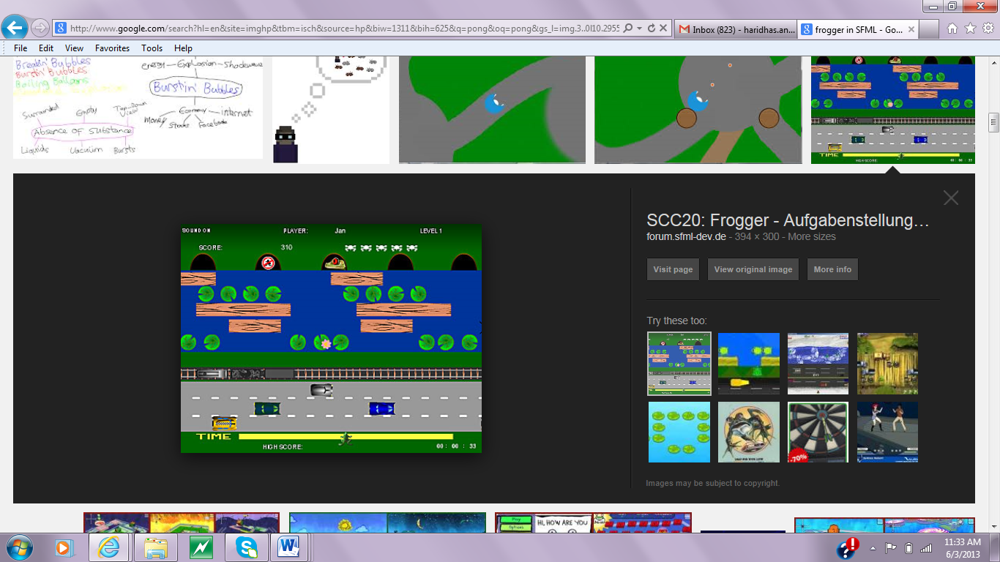 http://www.google.com/search?hl=en&site=imghp&tbm=isch&source=hp&biw=1311&bih=625&q=pong&oq=pong&gs_l=img.3..0l10.2955
Inbox (823) - haridhas.an...
frogger in SFML - Go...
File Edit View Favorites Tools Help
Breakin' Bubbles
Burstin' Bubbles
Boiling Balloons
energy - Explosion - Shockwave
Burstin' Bubbles
Surrounded Empty Top-Down View
Money Economy internet
Stocks Facebook
Absence of Substance
Liquids Vacuum Bursts
TIME
HIGHSCORE: 00 : 00 : 33
SOUND ON PLAYER: Jan LEVEL 1
SCORE: 310
TIME
HIGHSCORE: 00 : 00 : 33
SCC20: Frogger - Aufgabenstellung…
forum.sfml-dev.de - 394 × 300 - More sizes
Visit page View original image More info
Try these too:
-70%
Images may be subject to copyright.
Play
Options
HI, HOW ARE YOU
11:33 AM
6/3/2013